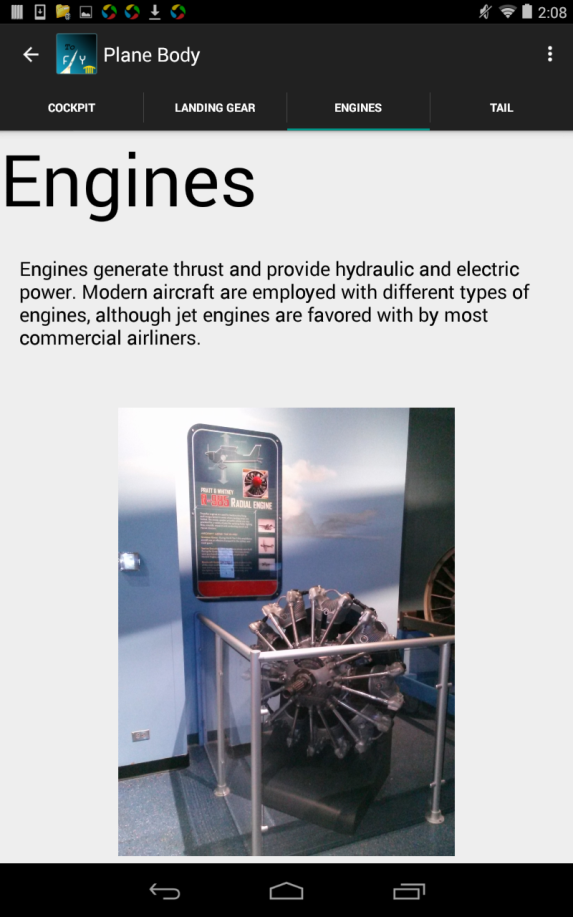 2:08
To
FLY
Plane Body
COCKPIT
LANDING GEAR
ENGINES
TAIL
Engines
Engines generate thrust and provide hydraulic and electric
power. Modern aircraft are employed with different types of
engines, although jet engines are favored with by most
commercial airliners.
PRATT & WHITNEY
RADIAL ENGINE